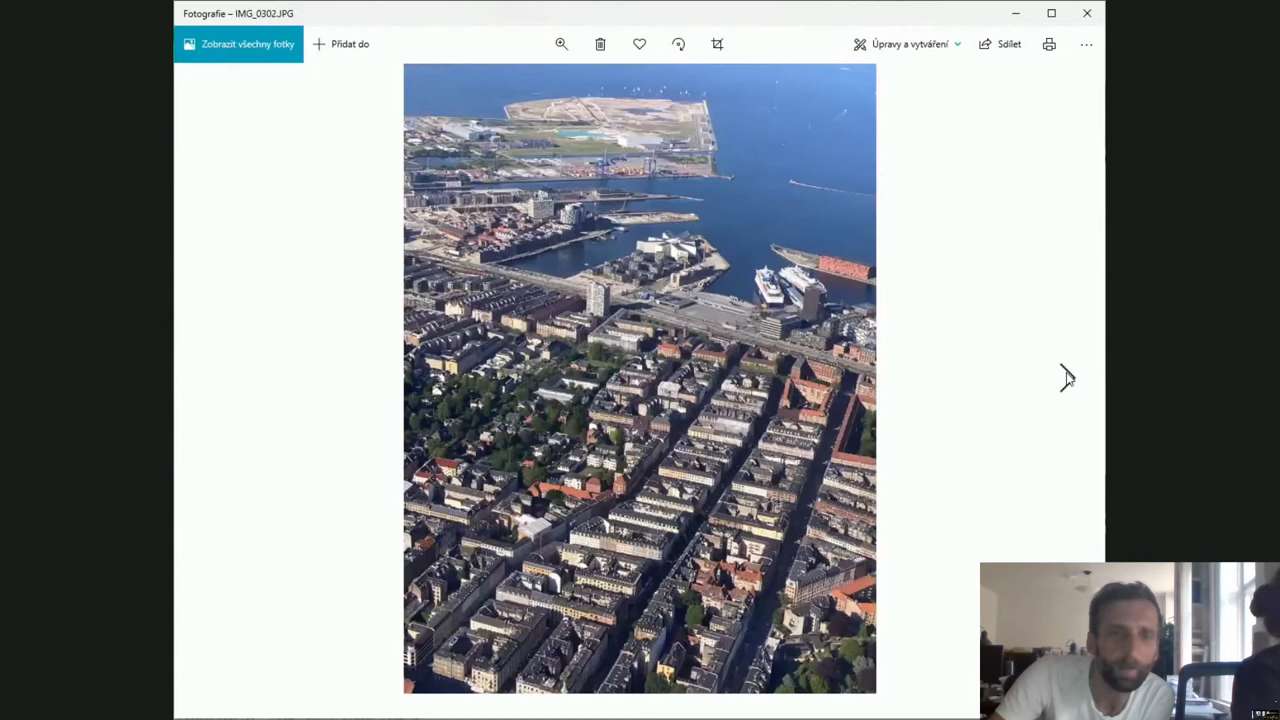 Fotografie – IMG_0302.JPG
Zobrazit všechny fotky
Přidat do
Úpravy a vytváření
Sdílet